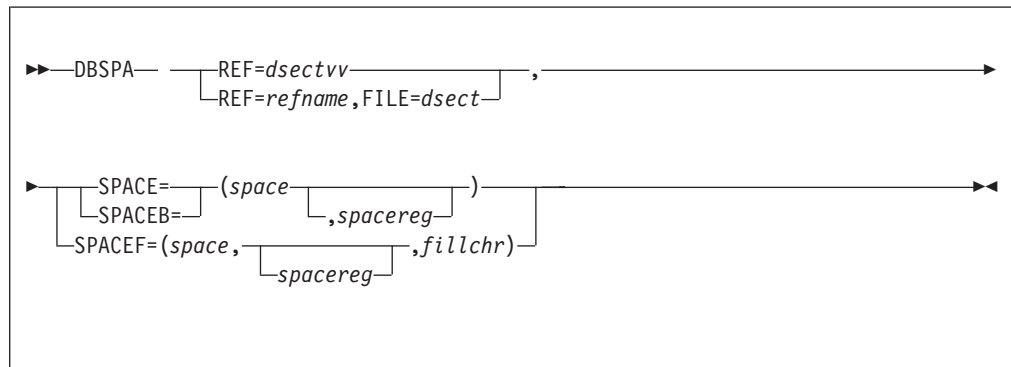 DBSPA REF=dsectvv ,
REF=refname,FILE=dsect
SPACE= (space )
SPACEB= ,spacereg
SPACEF=(space, ,fillchr)
spacereg